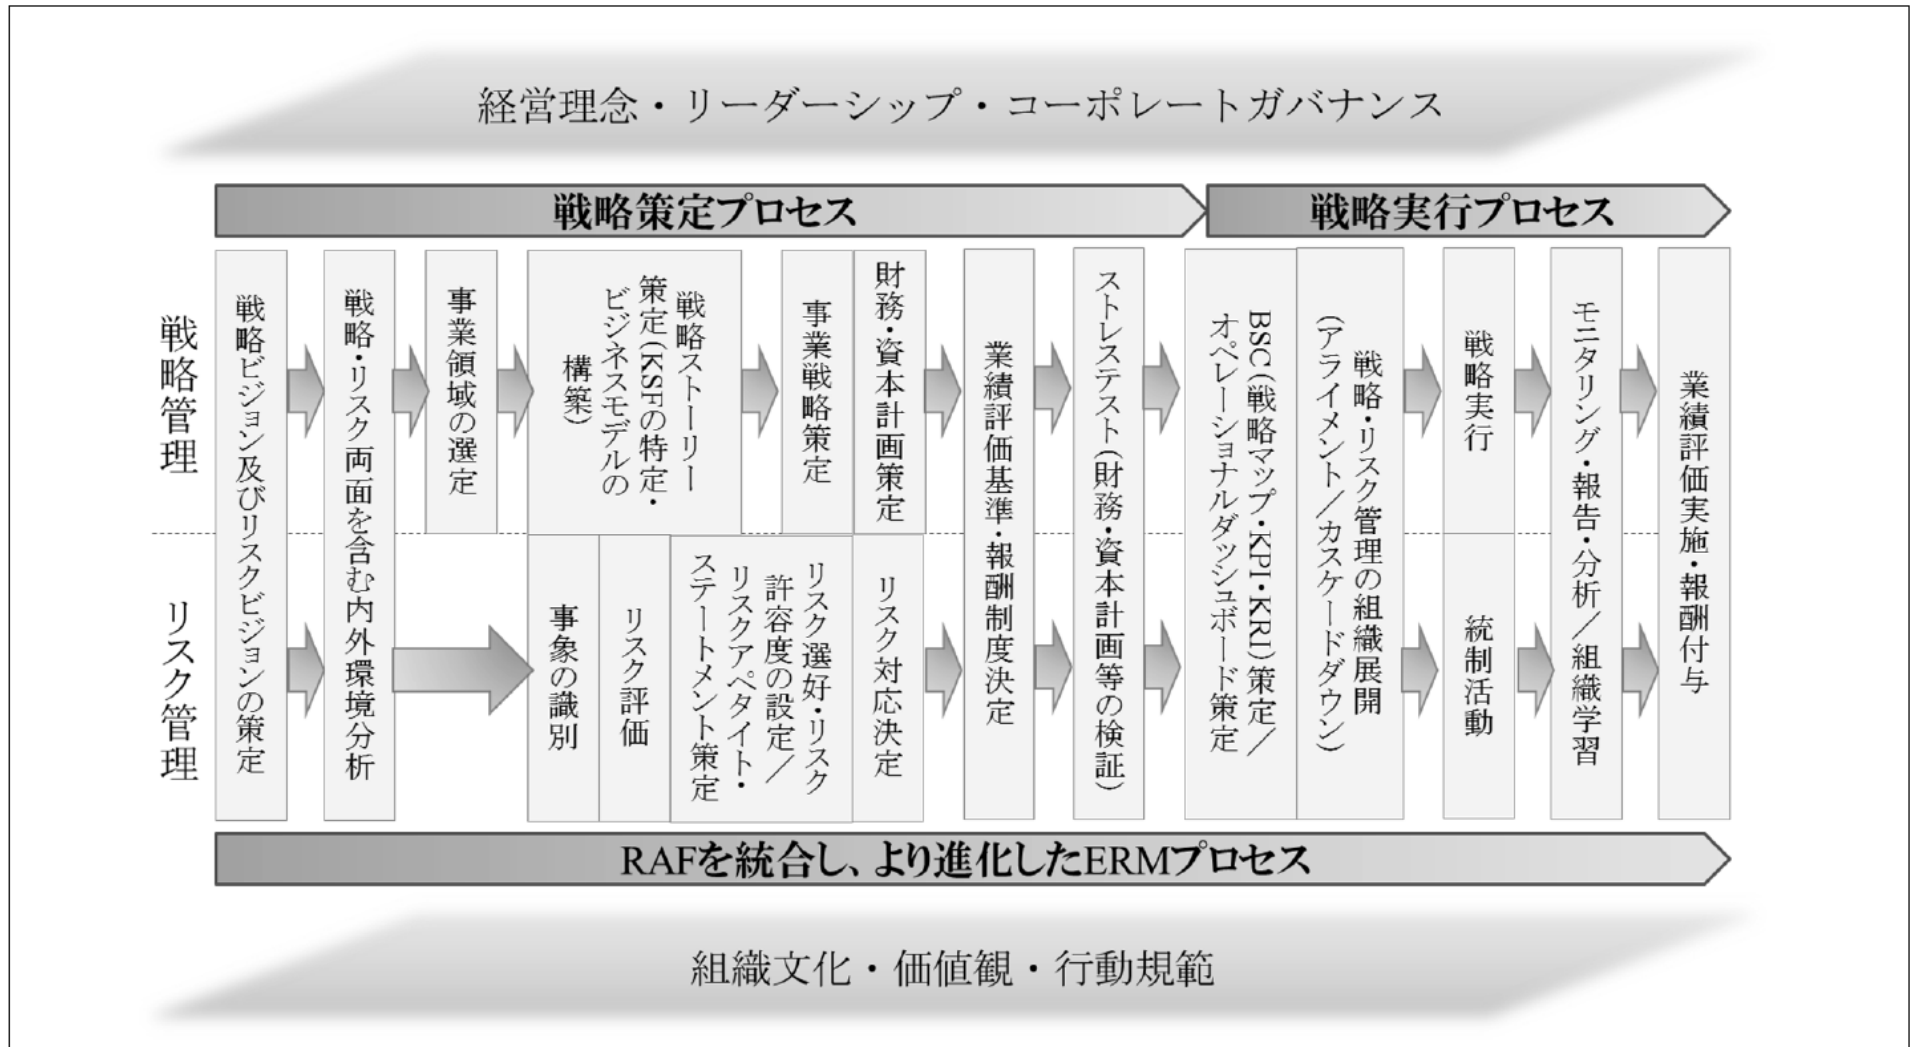 経営理念・リーダーシップ・コーポレートガバナンス
戦略策定プロセス
戦略実行プロセス
戦略管理
リスク管理
戦略ビジョン及びリスクビジョンの策定
戦略・リスク両面を含む内外環境分析
事業領域の選定
戦略ストーリー
策定(KSFの特定・
ビジネスモデルの
構築)
事業戦略策定
財務・資本計画策定
事象の識別
リスク評価
リスク選好・リスク
許容度の設定/
リスクアペタイト・
ステートメント策定
リスク対応決定
業績評価基準・報酬制度決定
ストレステスト(財務・資本計画等の検証)
BSC(戦略マップ・KPI・KRI)策定/
オペレーショナルダッシュボード策定
戦略・リスク管理の組織展開
(アライメント/カスケードダウン)
戦略実行
統制活動
モニタリング・報告・分析/組織学習
業績評価実施・報酬付与
RAFを統合し、より進化したERMプロセス
組織文化・価値観・行動規範